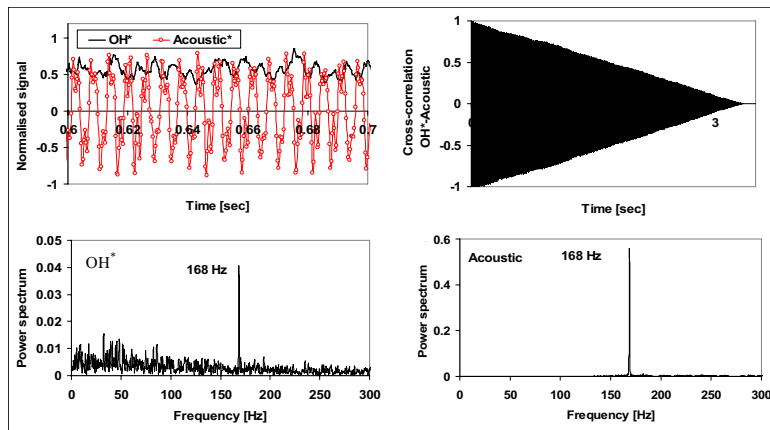 OH* Acoustic*
Normalised signal
1
0.5
0
-0.5
-1
0.6 0.62 0.64 0.66 0.68 0.7
Time [sec]
Cross-correlation
OH*-Acoustic
1
0.5
0
-0.5
-1
0 3
Time [sec]
OH*
168 Hz
Power spectrum
0.05
0.04
0.03
0.02
0.01
0
0 50 100 150 200 250 300
Frequency [Hz]
Acoustic 168 Hz
Power spectrum
0.6
0.4
0.2
0
0 50 100 150 200 250 300
Frequency [Hz]